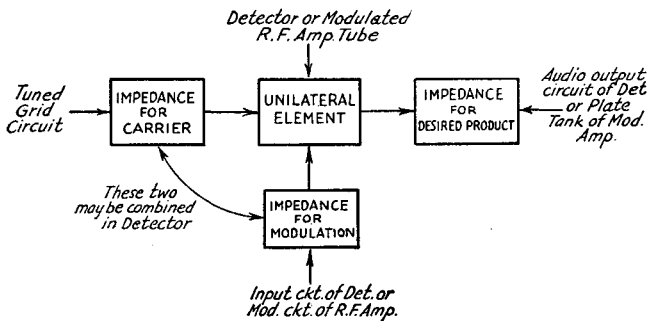 Detector or Modulated
R.F. Amp. Tube
Tuned
Grid
Circuit
IMPEDANCE
FOR
CARRIER
UNILATERAL
ELEMENT
IMPEDANCE
FOR
DESIRED PRODUCT
Audio output
circuit of Det
or Plate
Tank of Mod.
Amp.
These two
may be combined
in Detector
IMPEDANCE
FOR
MODULATION
Input ckt. of Det. or
Mod. ckt. of R.F. Amp.